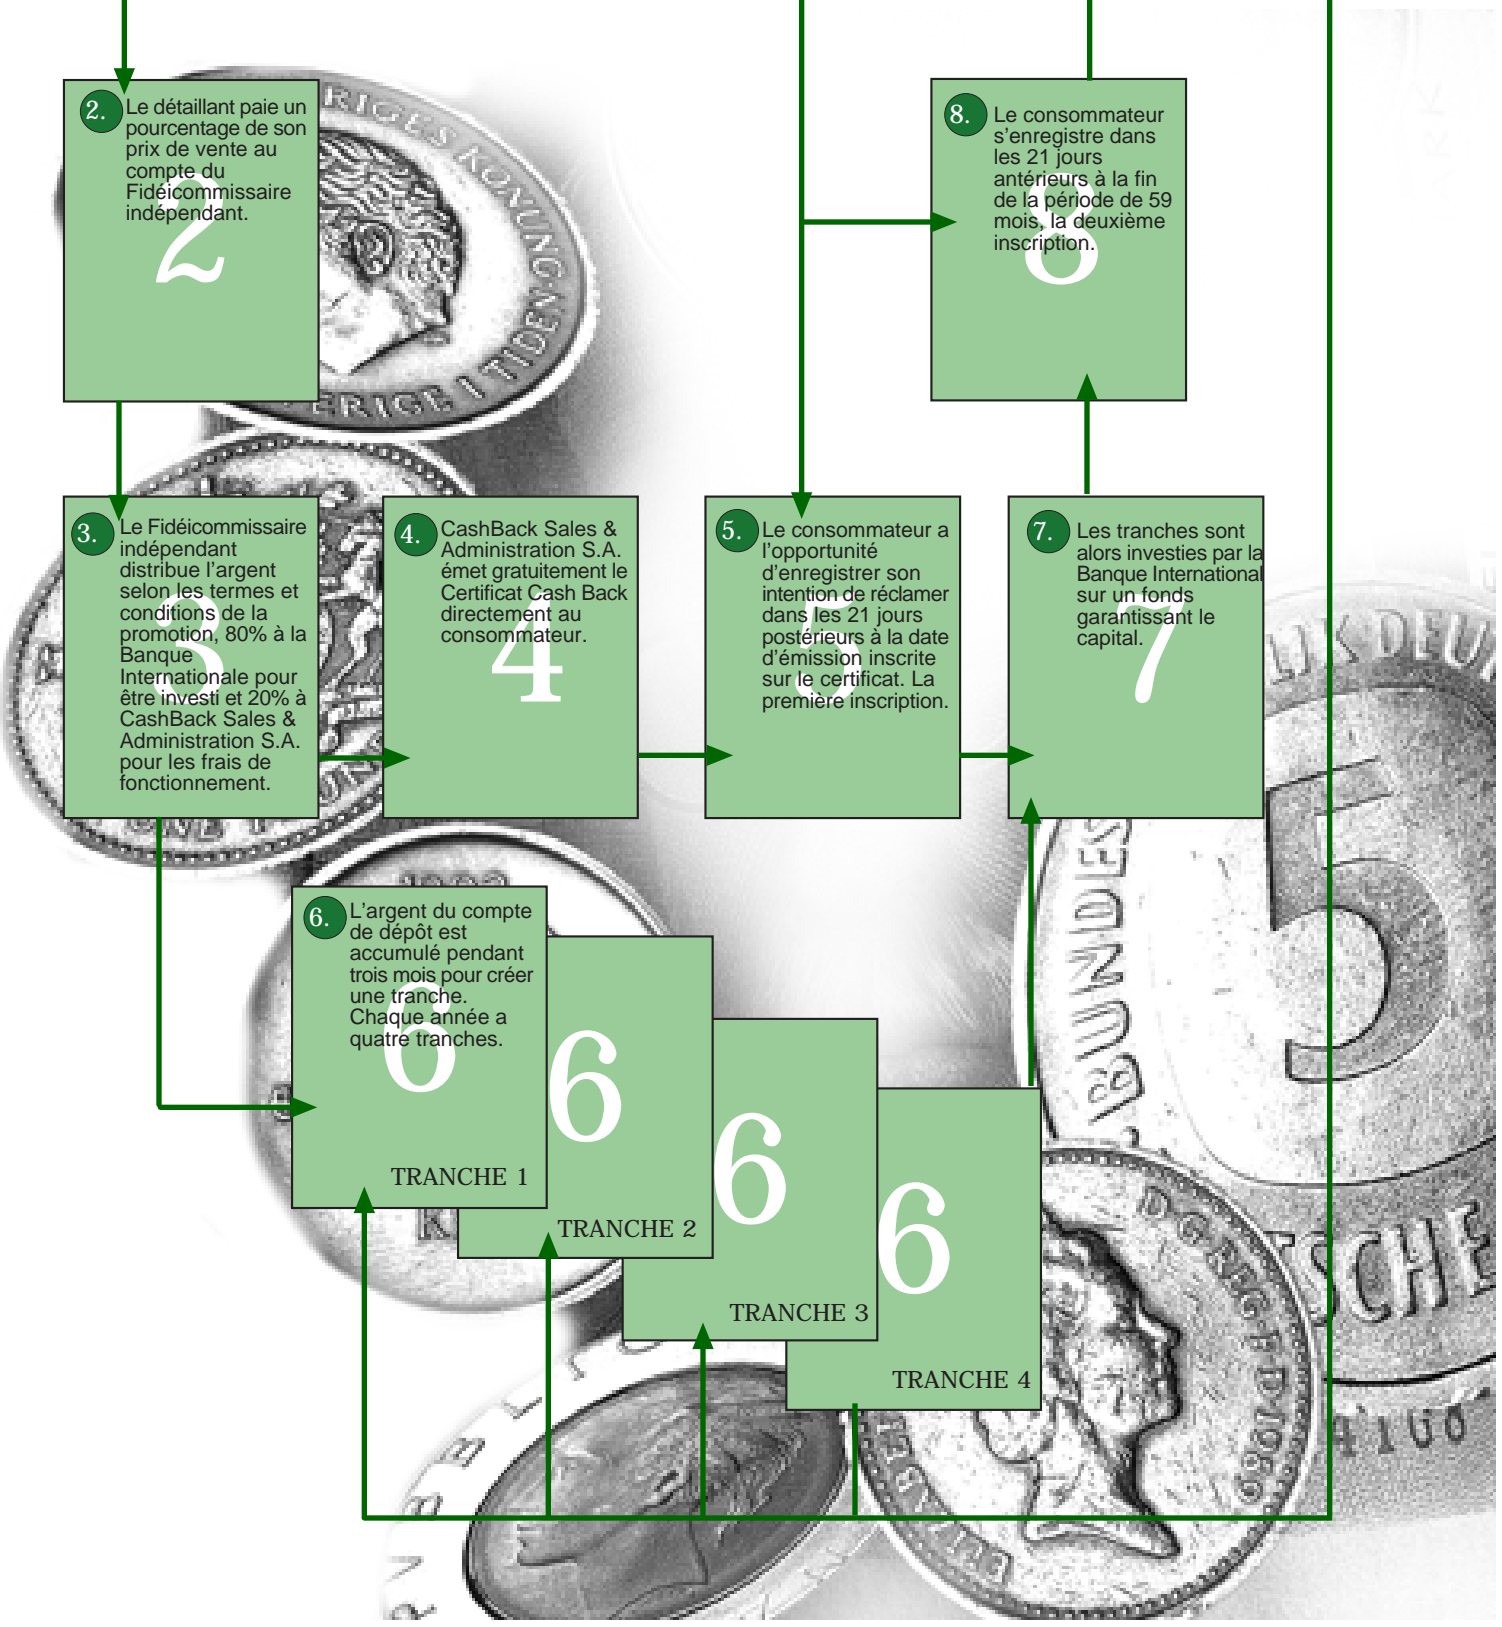 2.
Le détaillant paie un
pourcentage de son
prix de vente au
compte du
Fidéicommissaire
indépendant.
2
8.
Le consommateur
s'enregistre dans
les 21 jours
antérieurs à la fin
de la période de 59
mois, la deuxième
inscription.
8
RIGES KONUNG
SVERIGE I TIDEN
3.
Le Fidéicommissaire
indépendant
distribue l'argent
selon les termes et
conditions de la
promotion, 80% à la
Banque
Internationale pour
être investi et 20% à
CashBack Sales &
Administration S.A.
pour les frais de
fonctionnement.
3
4.
CashBack Sales &
Administration S.A.
émet gratuitement le
Certificat Cash Back
directement au
consommateur.
4
5.
Le consommateur a
l'opportunité
d'enregistrer son
intention de réclamer
dans les 21 jours
postérieurs à la date
d'émission inscrite
sur le certificat. La
première inscription.
5
7.
Les tranches sont
alors investies par la
Banque International
sur un fonds
garantissant le
capital.
7
6.
L'argent du compte
de dépôt est
accumulé pendant
trois mois pour créer
une tranche.
Chaque année a
quatre tranches.
6
TRANCHE 1
6
TRANCHE 2
6
TRANCHE 3
6
TRANCHE 4
BUNDES
5
D·G·REG·F·D·1986